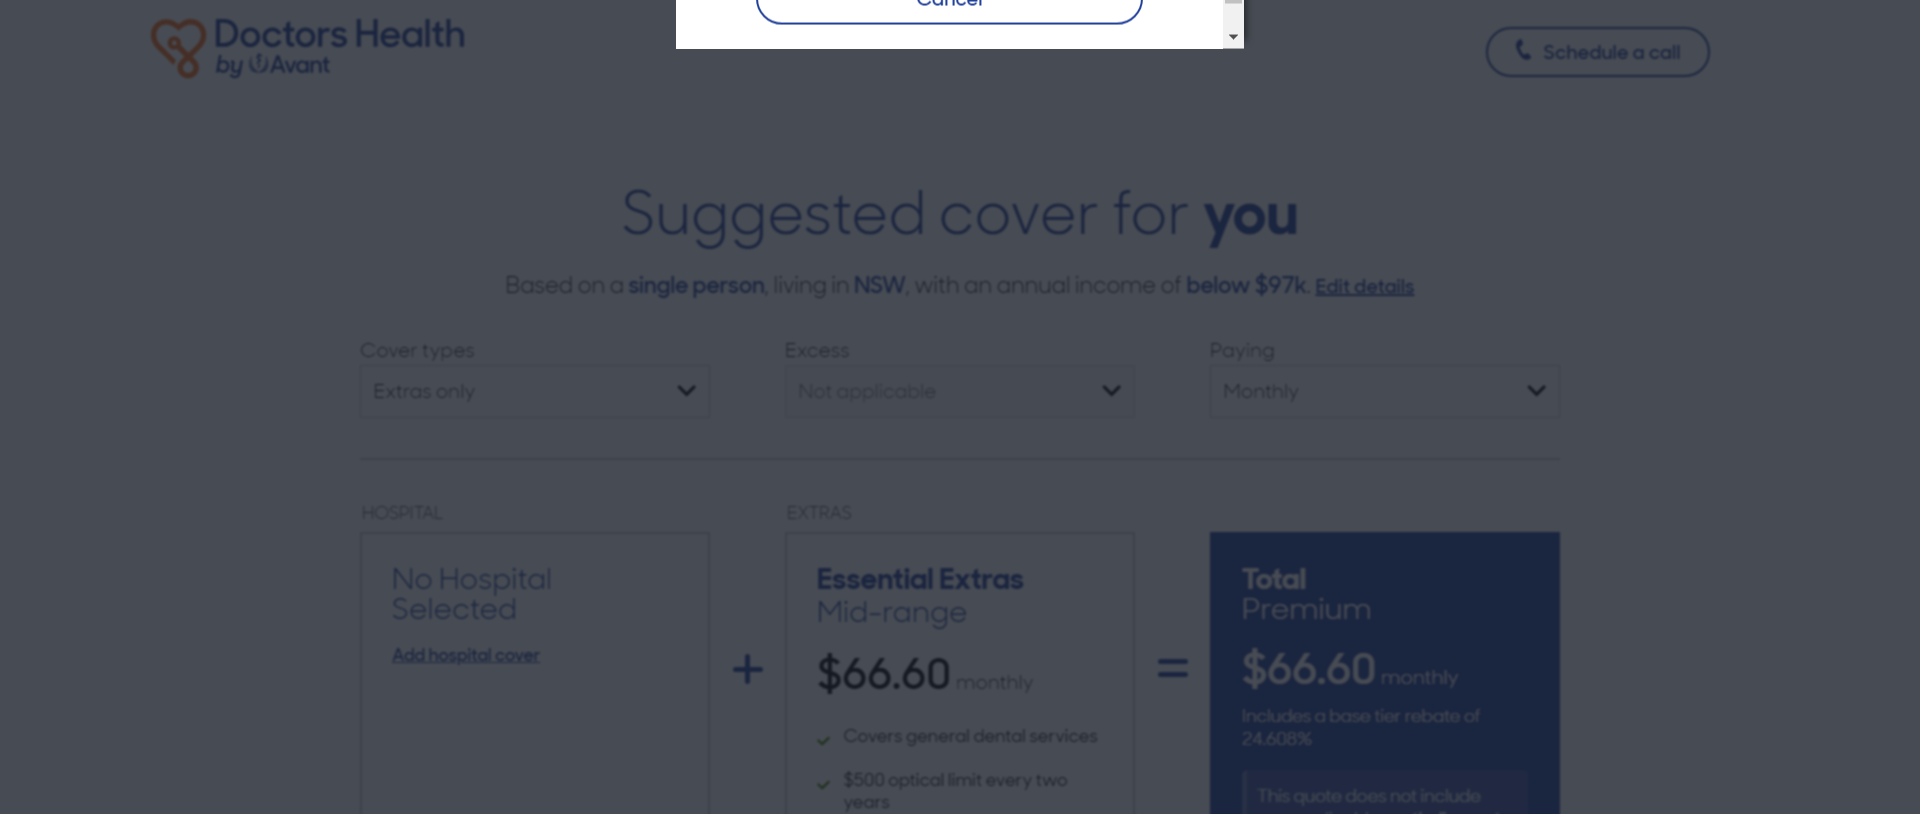 Cancel
Doctors Health
by Avant
Schedule a call
Suggested cover for you
Based on a single person, living in NSW, with an annual income of below $97k. Edit details
Cover types
Excess
Paying
Extras only
Not applicable
Monthly
HOSPITAL
EXTRAS
No Hospital
Selected
Add hospital cover
+
Essential Extras
Mid-range
$66.60 monthly
Covers general dental services
$500 optical limit every two
years
=
Total
Premium
$66.60 monthly
Includes a base tier rebate of
24.608%
This quote does not include